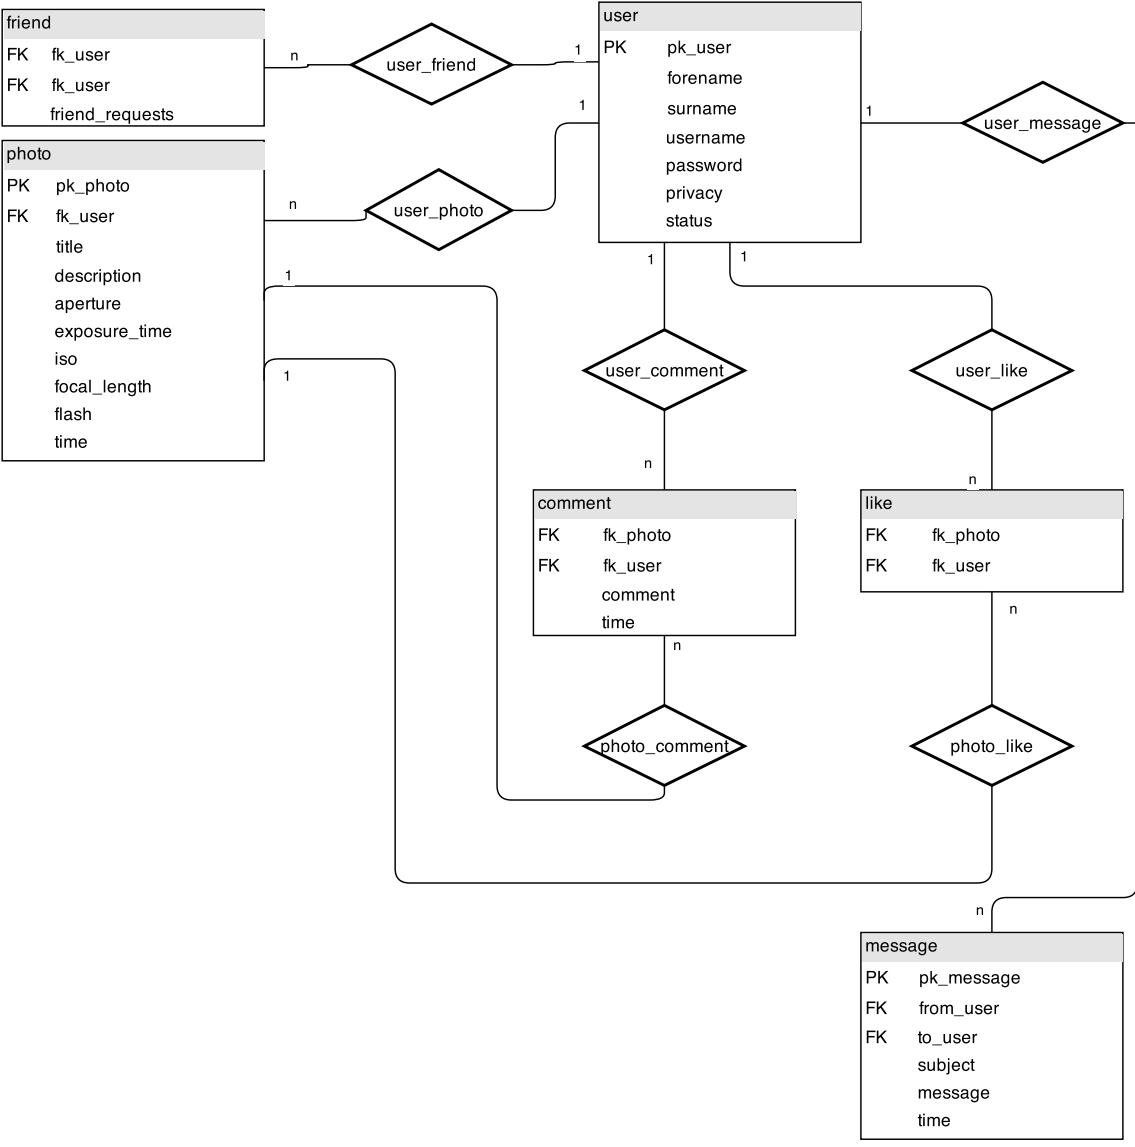 friend
FK fk_user
FK fk_user
friend_requests
n
user_friend
1
user
PK pk_user
forename
surname
username
password
privacy
status
1
user_message
photo
PK pk_photo
FK fk_user
title
description
aperture
exposure_time
iso
focal_length
flash
time
n
user_photo
1
1
1
1
1
user_comment
user_like
n
n
comment
FK fk_photo
FK fk_user
comment
time
like
FK fk_photo
FK fk_user
n
n
photo_comment
photo_like
n
message
PK pk_message
FK from_user
FK to_user
subject
message
time